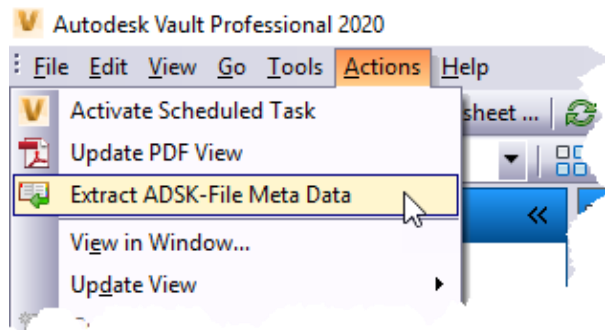 Autodesk Vault Professional 2020
File Edit View Go Tools Actions Help
Activate Scheduled Task
sheet ...
Update PDF View
Extract ADSK-File Meta Data
View in Window...
Update View